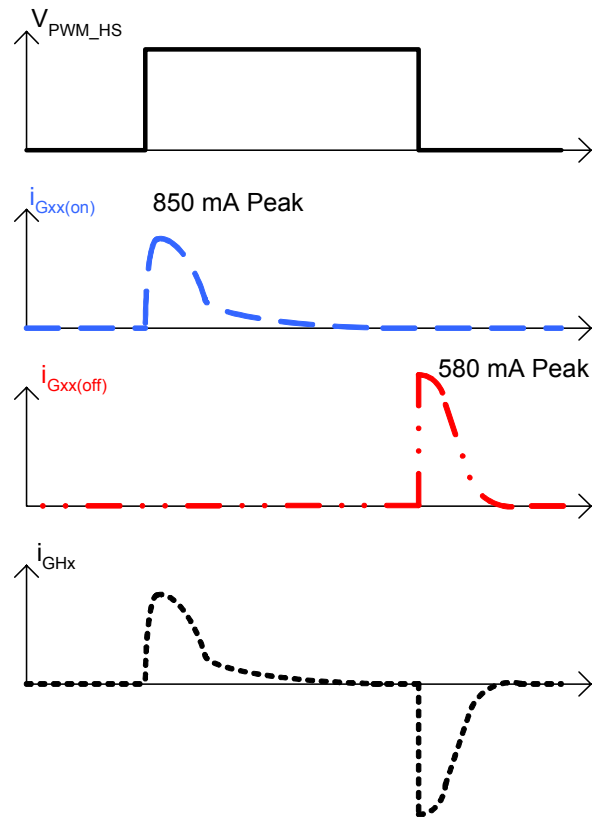 VPWM_HS
iGxx(on)
850 mA Peak
iGxx(off)
580 mA Peak
iGHx